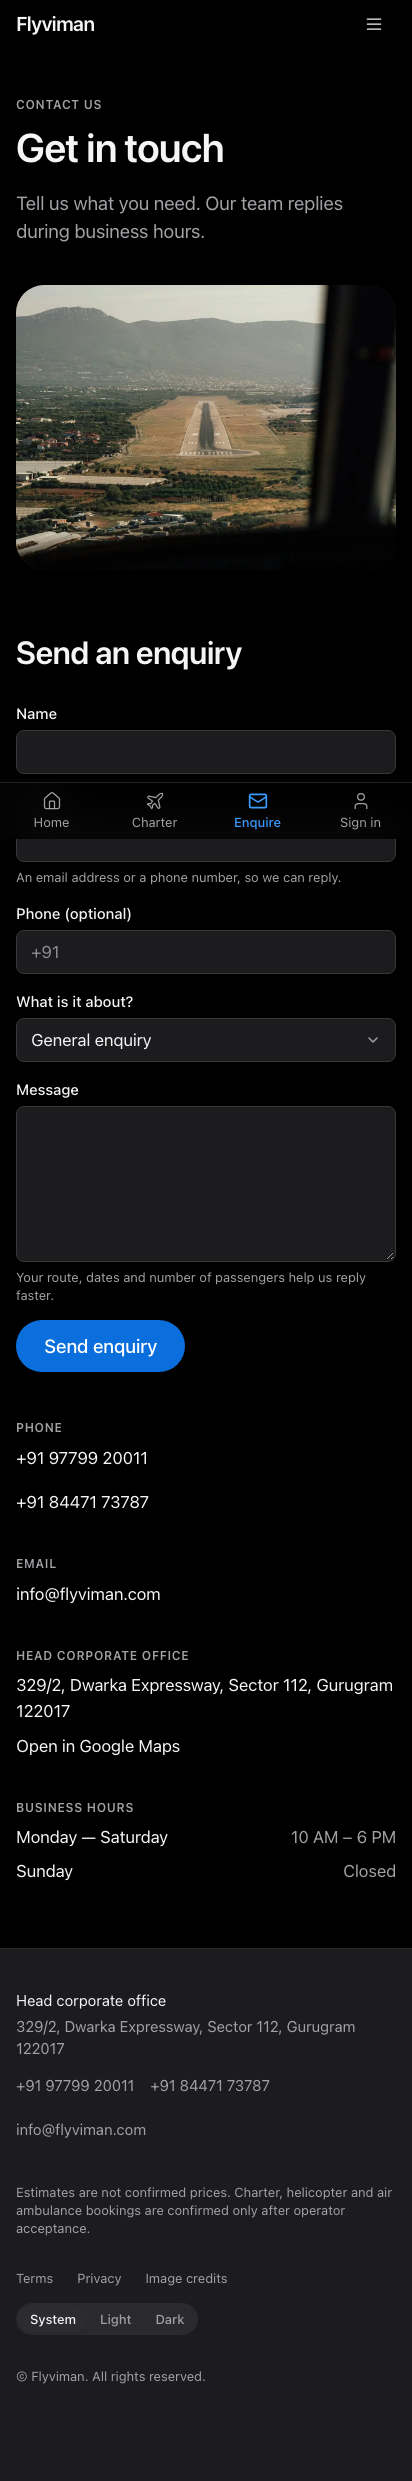 Flyviman
CONTACT US
Get in touch
Tell us what you need. Our team replies
during business hours.
Send an enquiry
Name
Home
Charter
Enquire
Sign in
An email address or a phone number, so we can reply.
Phone (optional)
+91
What is it about?
General enquiry
Message
Your route, dates and number of passengers help us reply
faster.
Send enquiry
PHONE
+91 97799 20011
+91 84471 73787
EMAIL
info@flyviman.com
HEAD CORPORATE OFFICE
329/2, Dwarka Expressway, Sector 112, Gurugram
122017
Open in Google Maps
BUSINESS HOURS
Monday — Saturday 10 AM – 6 PM
Sunday Closed
Head corporate office
329/2, Dwarka Expressway, Sector 112, Gurugram
122017
+91 97799 20011 +91 84471 73787
info@flyviman.com
Estimates are not confirmed prices. Charter, helicopter and air
ambulance bookings are confirmed only after operator
acceptance.
Terms Privacy Image credits
System Light Dark
© Flyviman. All rights reserved.